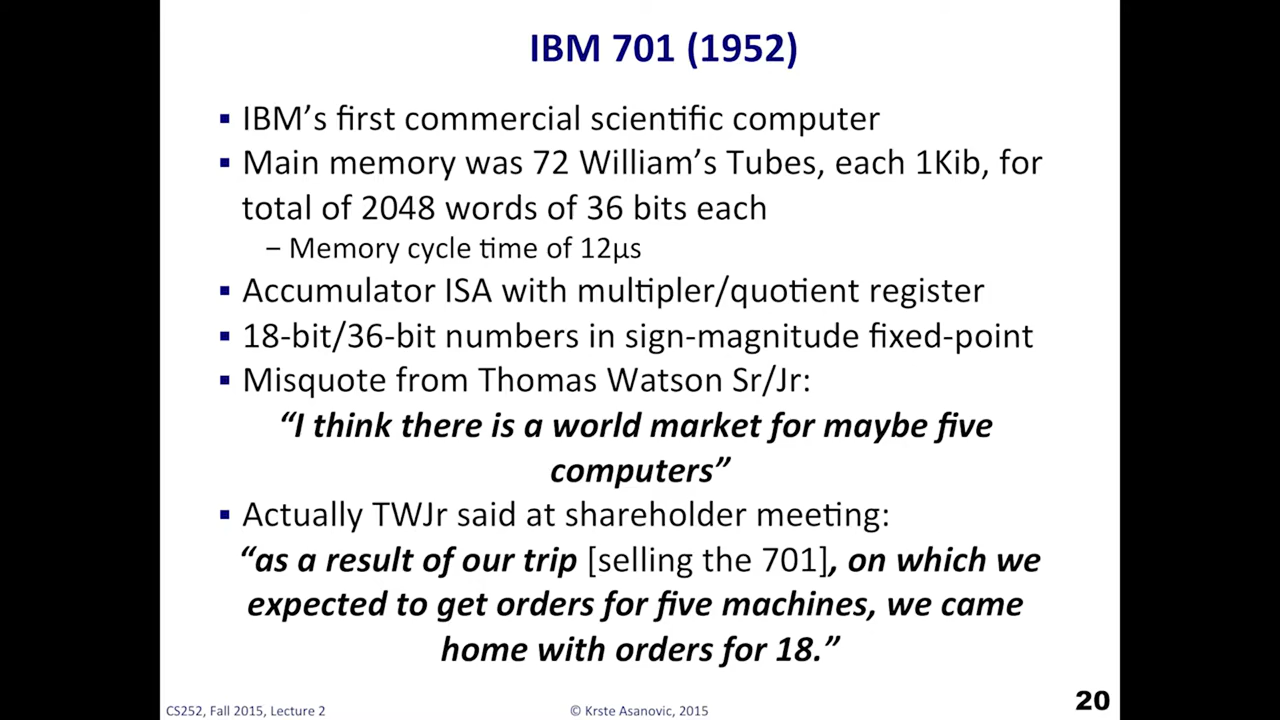 IBM 701 (1952)
▪ IBM’s first commercial scientific computer
▪ Main memory was 72 William’s Tubes, each 1Kib, for
total of 2048 words of 36 bits each
– Memory cycle time of 12µs
▪ Accumulator ISA with multipler/quotient register
▪ 18-bit/36-bit numbers in sign-magnitude fixed-point
▪ Misquote from Thomas Watson Sr/Jr:
“I think there is a world market for maybe five
computers”
▪ Actually TWJr said at shareholder meeting:
“as a result of our trip [selling the 701], on which we
expected to get orders for five machines, we came
home with orders for 18.”
CS252, Fall 2015, Lecture 2
© Krste Asanovic, 2015
20